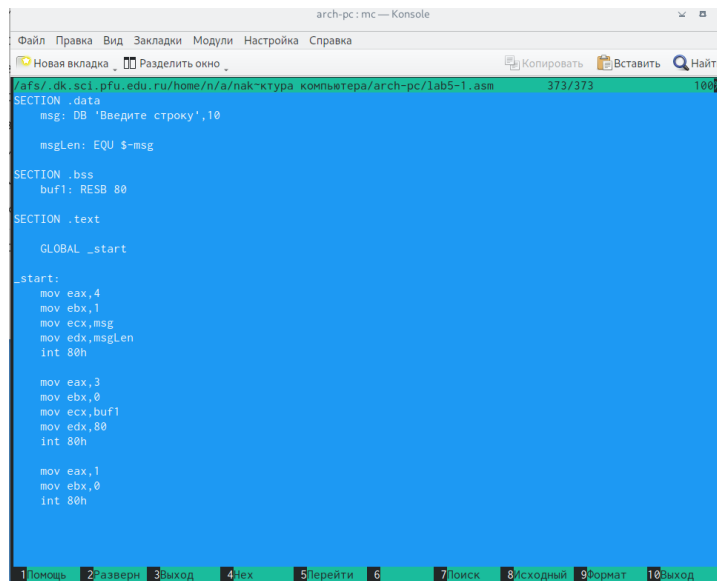 arch-pc : mc — Konsole
Файл Правка Вид Закладки Модули Настройка Справка
Новая вкладка Разделить окно Копировать Вставить Найт
/afs/.dk.sci.pfu.edu.ru/home/n/a/nak~ктура компьютера/arch-pc/lab5-1.asm 373/373 100%
SECTION .data
msg: DB 'Введите строку',10
msgLen: EQU $-msg
SECTION .bss
buf1: RESB 80
SECTION .text
GLOBAL _start
_start:
mov eax,4
mov ebx,1
mov ecx,msg
mov edx,msgLen
int 80h
mov eax,3
mov ebx,0
mov ecx,buf1
mov edx,80
int 80h
mov eax,1
mov ebx,0
int 80h
1Помощь 2Разверн 3Выход 4Hex 5Перейти 6 7Поиск 8Исходный 9Формат 10Выход